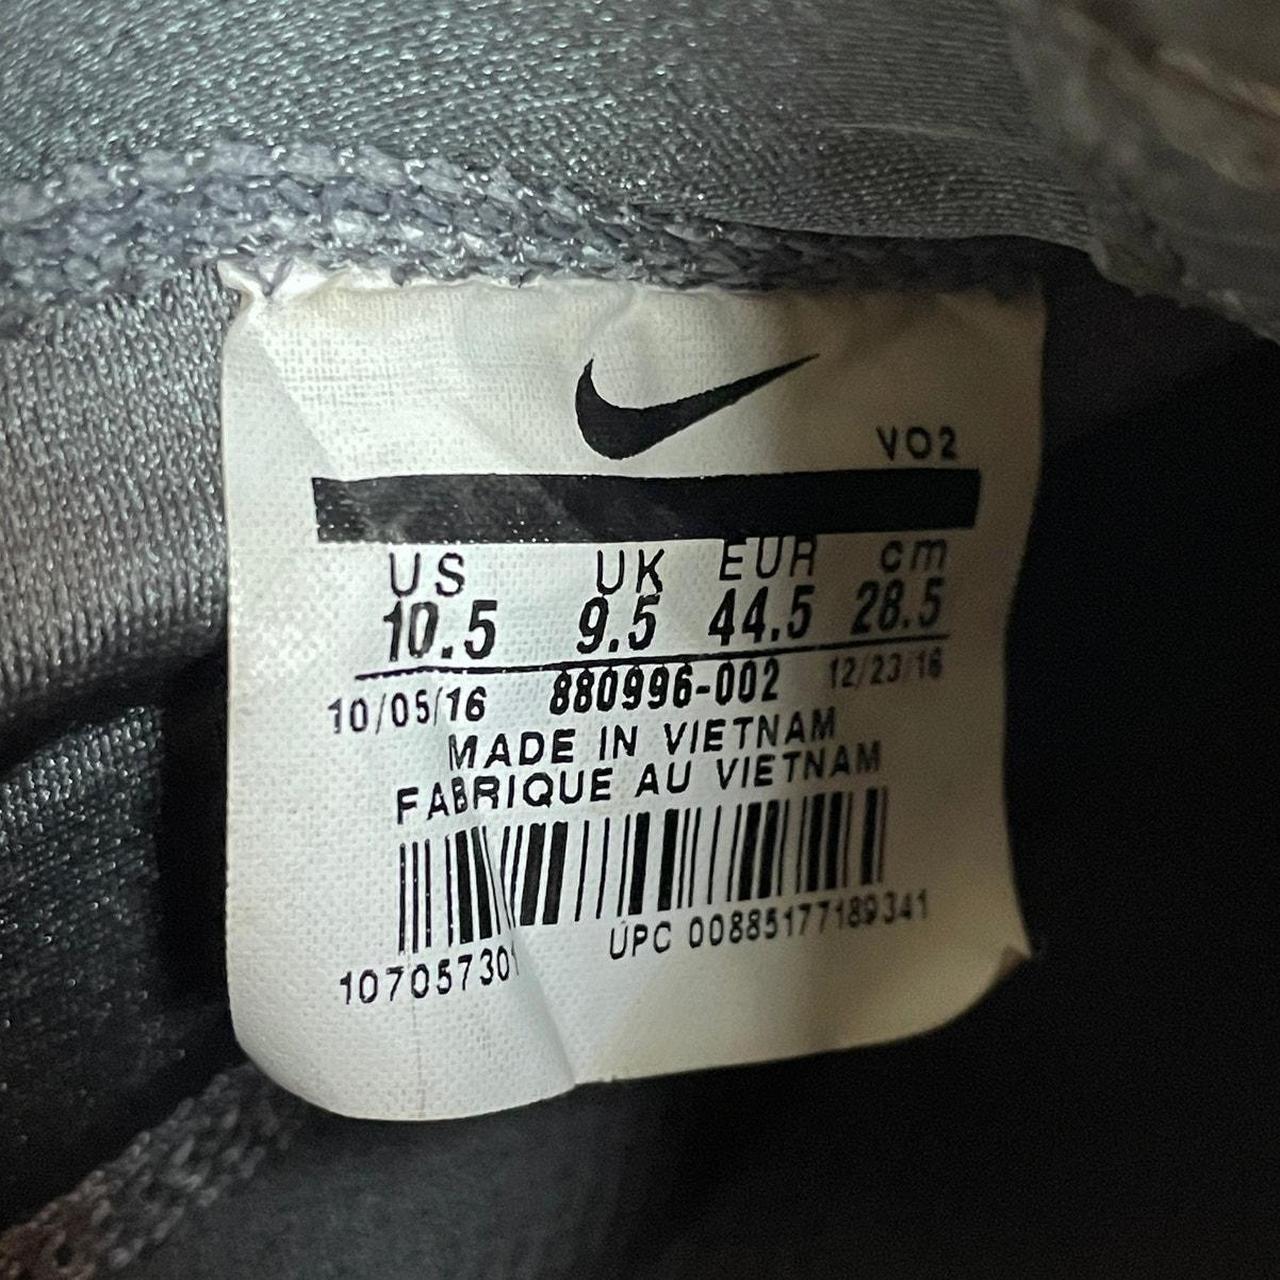 VO2
US UK EUR cm
10.5 9.5 44.5 28.5
10/05/16 880996-002 12/23/16
MADE IN VIETNAM
FABRIQUE AU VIETNAM
UPC 00885177189341
107057301